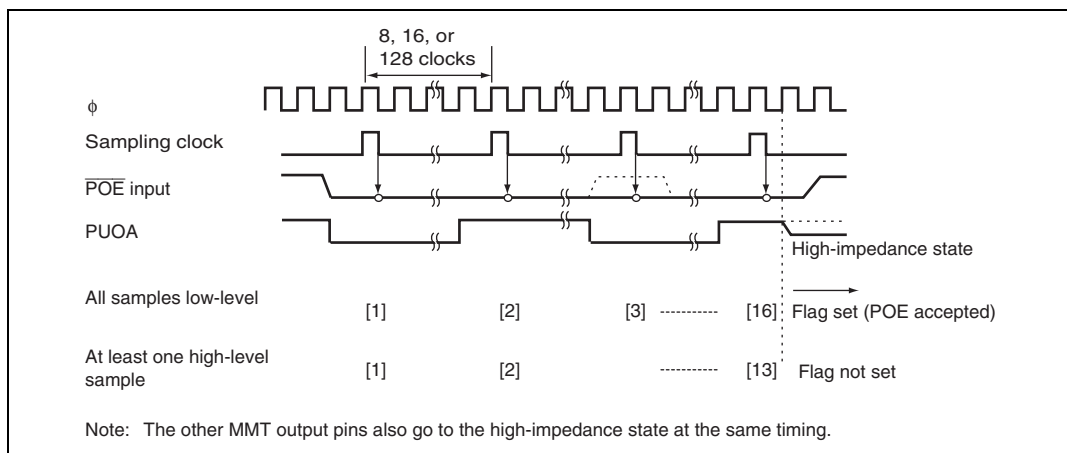 8, 16, or
128 clocks
ϕ
Sampling clock
POE input
PUOA
High-impedance state
All samples low-level
[1] [2] [3] ---------- [16] Flag set (POE accepted)
At least one high-level
sample
[1] [2] ---------- [13] Flag not set
Note: The other MMT output pins also go to the high-impedance state at the same timing.